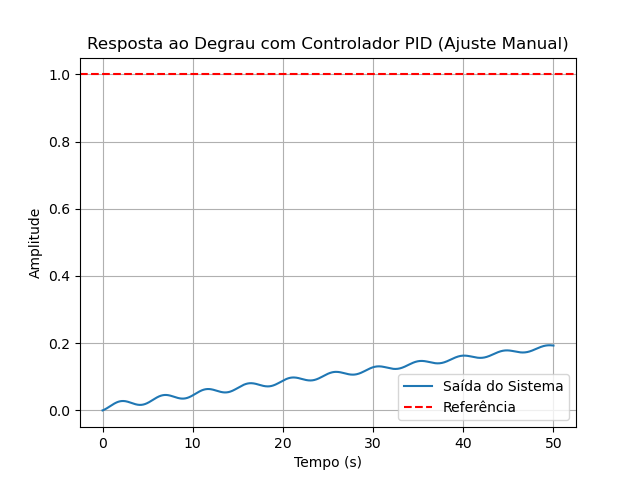 Resposta ao Degrau com Controlador PID (Ajuste Manual)
Amplitude
1.0
0.8
0.6
0.4
0.2
0.0
Saída do Sistema
Referência
0 10 20 30 40 50
Tempo (s)